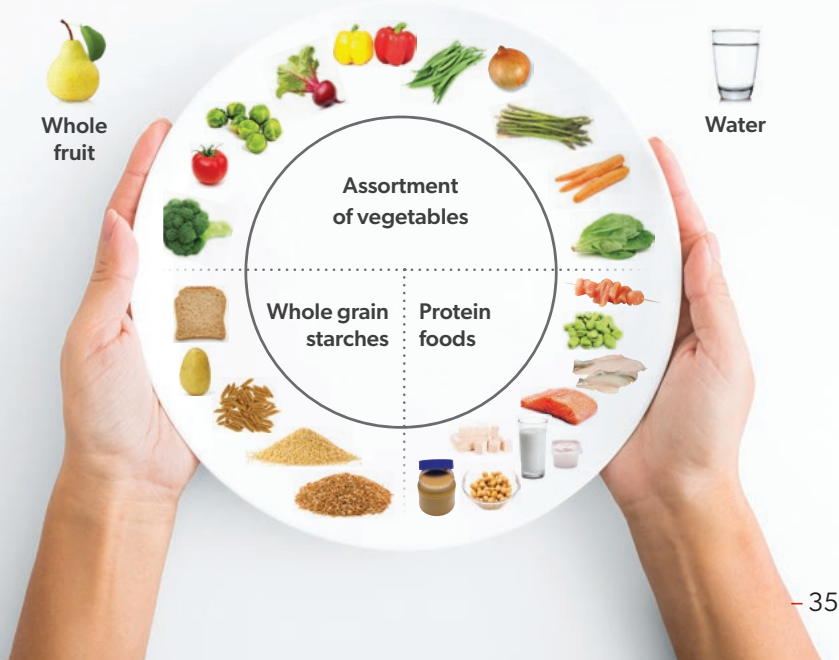 Whole
fruit
Water
Assortment
of vegetables
Whole grain
starches
Protein
foods
35